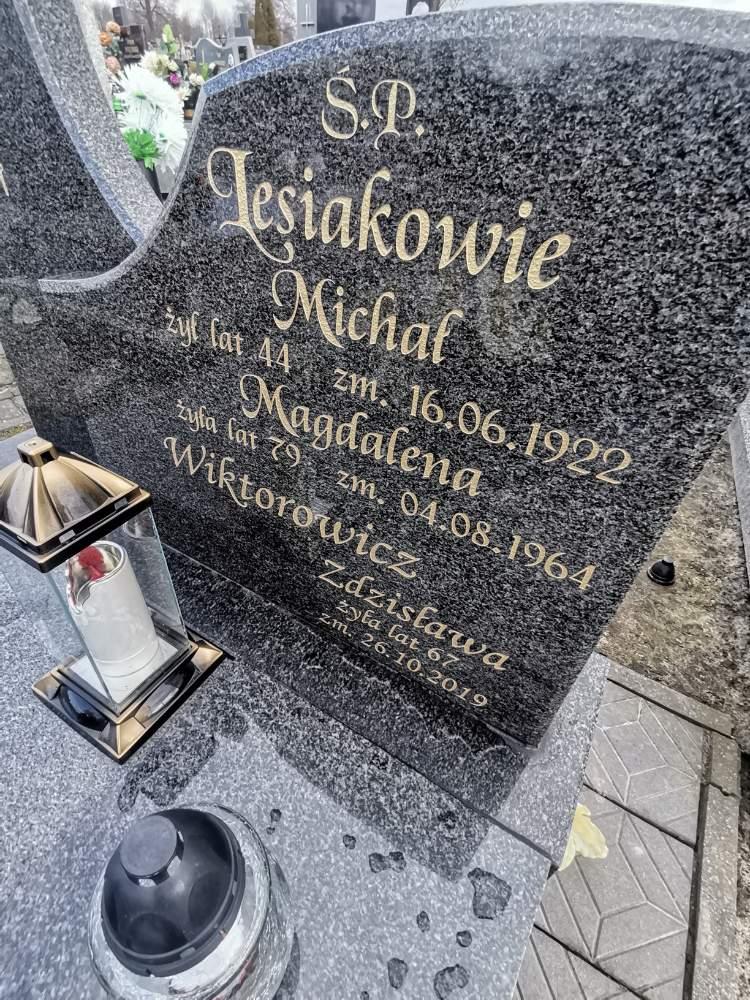 Ś.P.
Lesiakowie
Michał
żył lat 44 zm. 16.06.1922
Magdalena
żyła lat 79 zm. 04.08.1964
Wiktorowicz
Zdzisława
żyła lat 67
zm. 26.10.2019